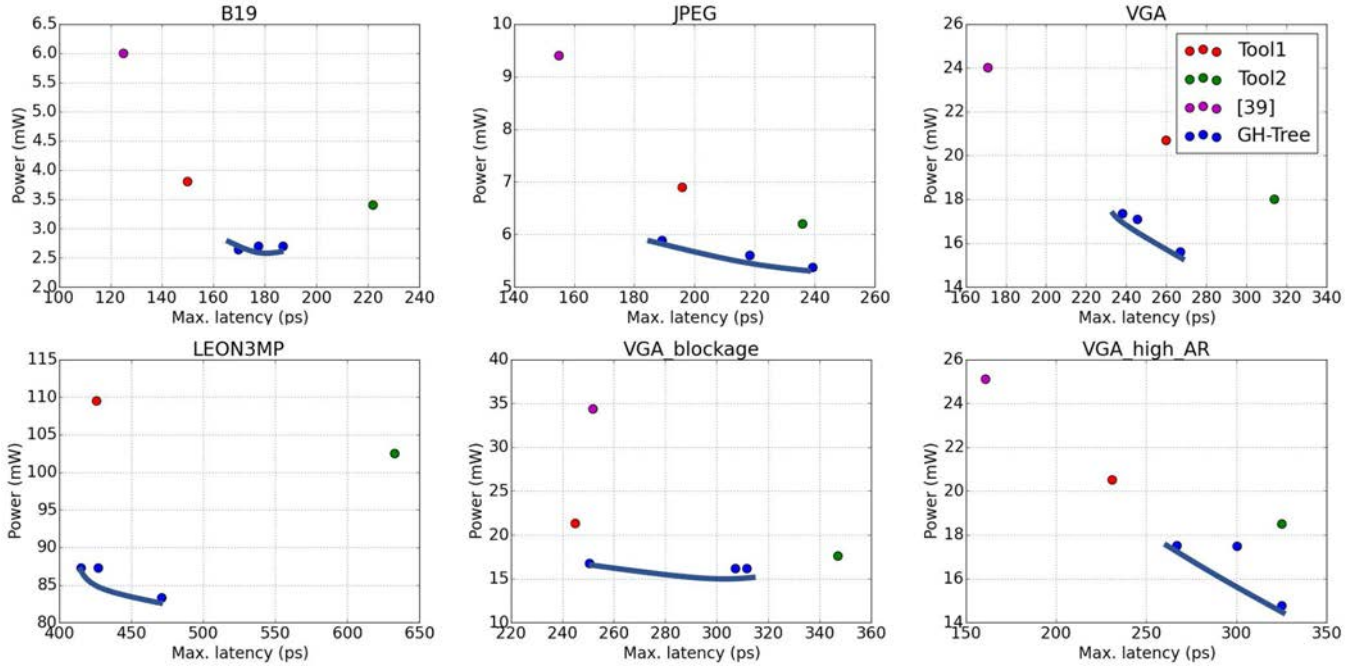 B19
6.5
6.0
5.5
5.0
4.5
4.0
3.5
3.0
2.5
2.0
Power (mW)
100 120 140 160 180 200 220 240
Max. latency (ps)
JPEG
10
9
8
7
6
5
Power (mW)
140 160 180 200 220 240 260
Max. latency (ps)
VGA
26
24
22
20
18
16
14
Power (mW)
160 180 200 220 240 260 280 300 320 340
Max. latency (ps)
Tool1
Tool2
[39]
GH-Tree
LEON3MP
115
110
105
100
95
90
85
80
Power (mW)
400 450 500 550 600 650
Max. latency (ps)
VGA_blockage
40
35
30
25
20
15
10
Power (mW)
220 240 260 280 300 320 340 360
Max. latency (ps)
VGA_high_AR
26
24
22
20
18
16
14
Power (mW)
150 200 250 300 350
Max. latency (ps)